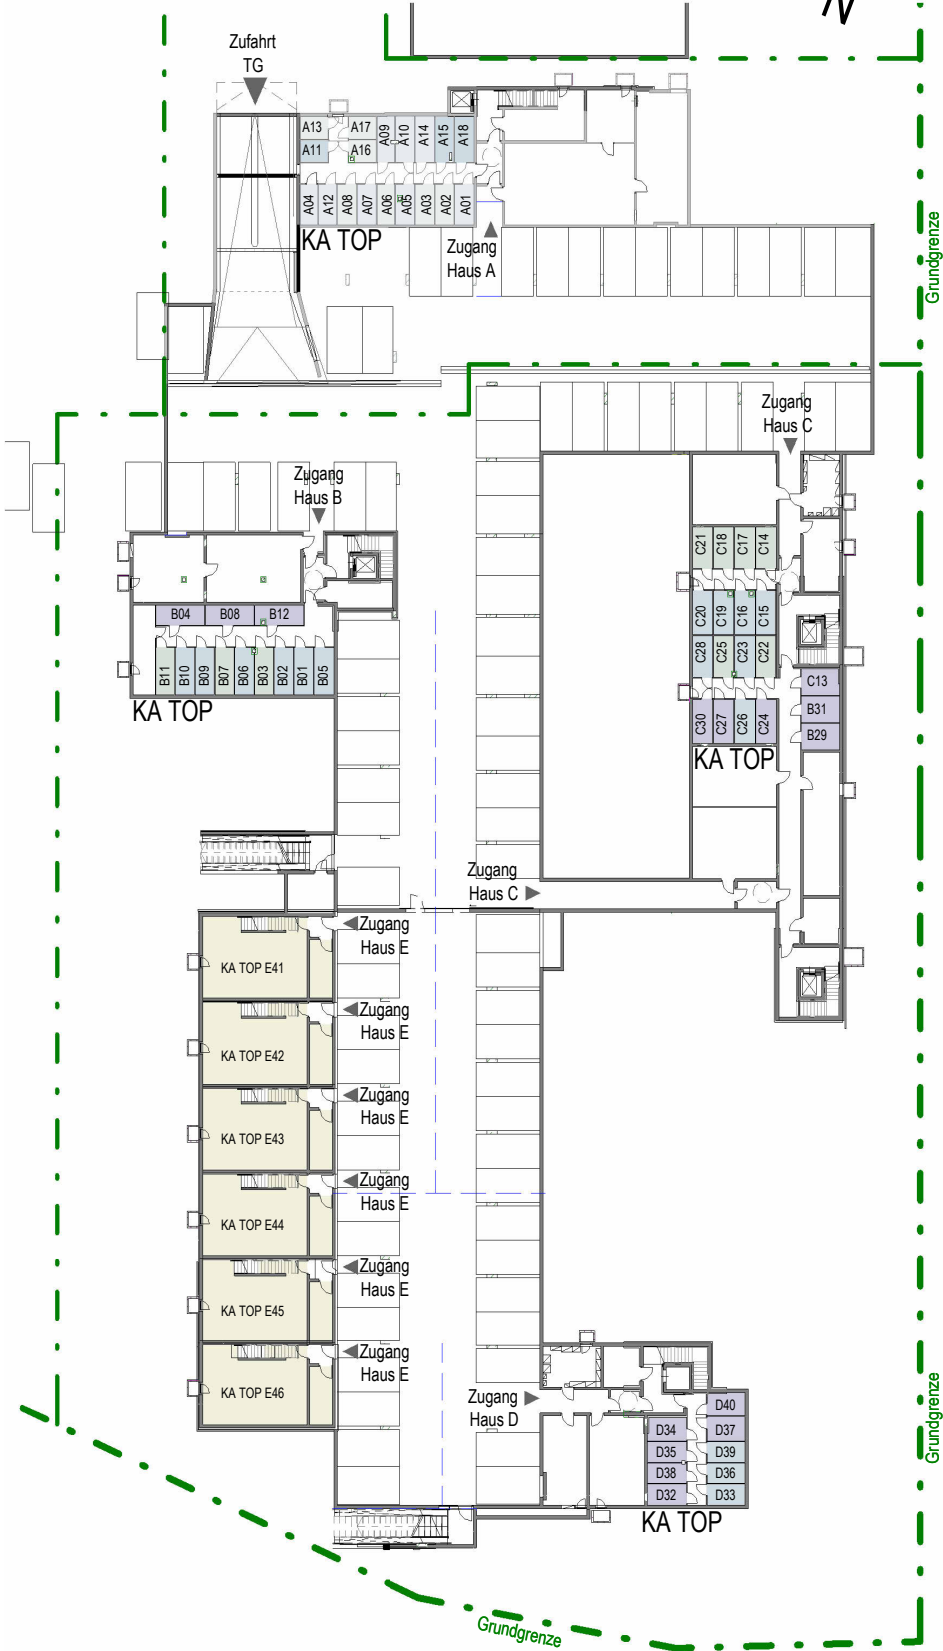 N
Zufahrt
TG
A13 A17 A09 A10 A14 A15 A18
A11 A16
A04 A12 A08 A07 A06 A05 A03 A02 A01
KA TOP
Zugang
Haus A
Grundgrenze
Zugang
Haus C
Zugang
Haus B
C21 C18 C17 C14
C20 C19 C16 C15
B04 B08 B12
C28 C25 C23 C22
B11 B10 B09 B07 B06 B03 B02 B01 B05
C13
KA TOP
C30 C27 C26 C24
B31
B29
KA TOP
Zugang
Haus C
Zugang
Haus E
KA TOP E41
Zugang
Haus E
KA TOP E42
Zugang
Haus E
KA TOP E43
Zugang
Haus E
KA TOP E44
Zugang
Haus E
KA TOP E45
Zugang
Haus E
KA TOP E46
Zugang
Haus D
Grundgrenze
D40
D34 D37
D35 D39
D38 D36
D32 D33
KA TOP
Grundgrenze